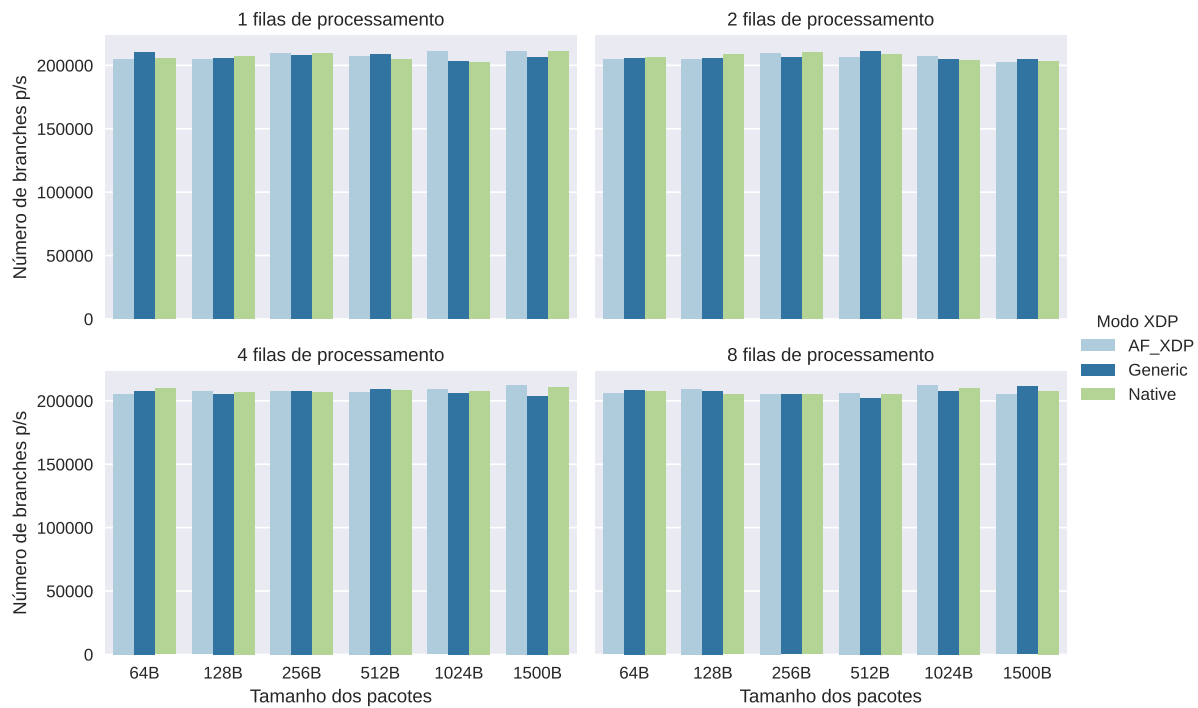 1 filas de processamento
2 filas de processamento
Número de branches p/s
200000
150000
100000
50000
0
4 filas de processamento
8 filas de processamento
Número de branches p/s
200000
150000
100000
50000
0
64B 128B 256B 512B 1024B 1500B
Tamanho dos pacotes
64B 128B 256B 512B 1024B 1500B
Tamanho dos pacotes
Modo XDP
AF_XDP
Generic
Native